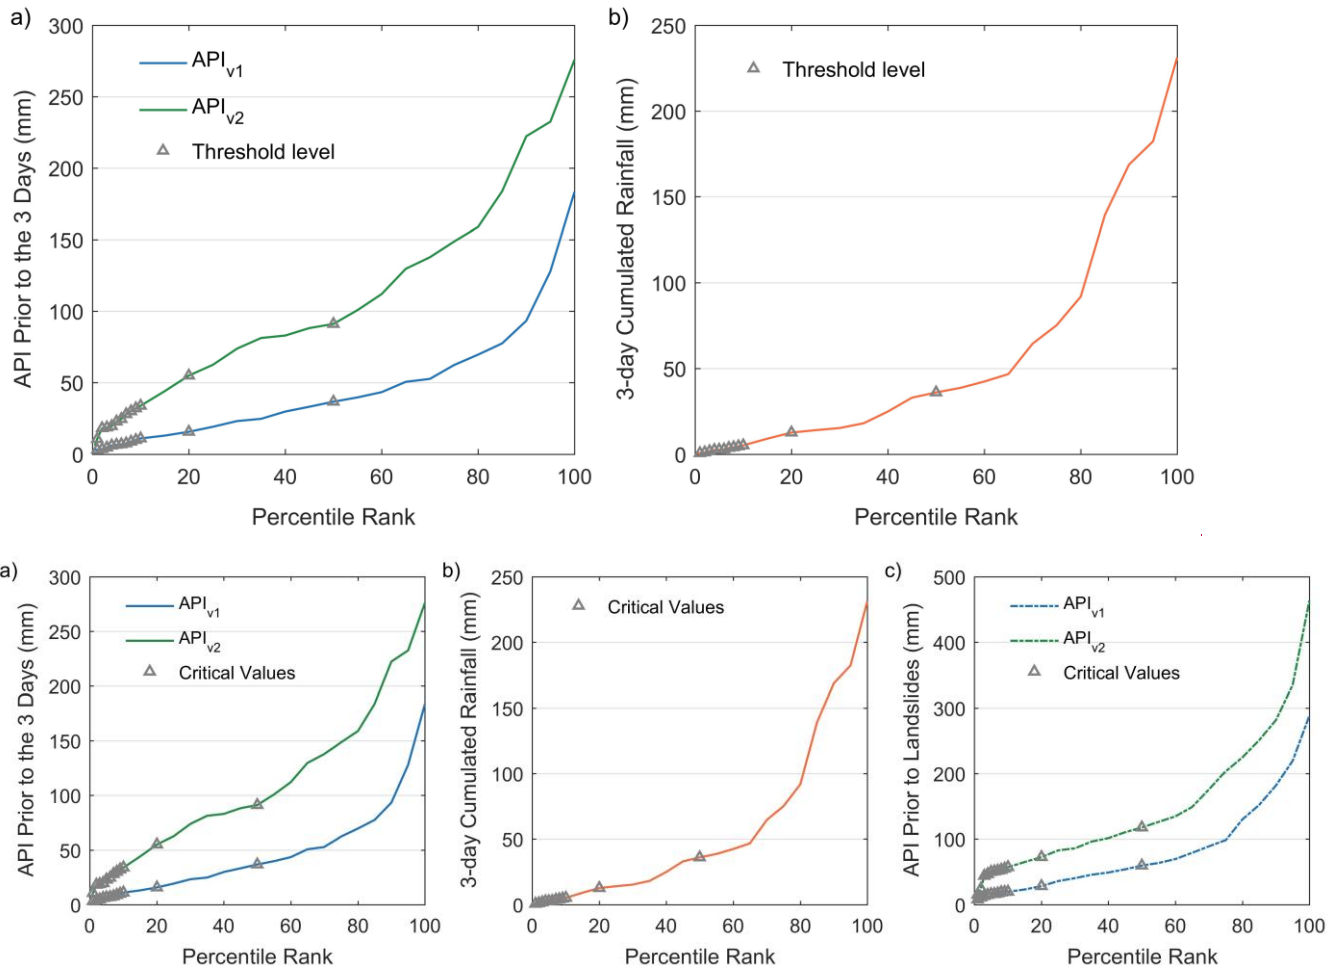 a)
300
250
200
150
100
50
0
API Prior to the 3 Days (mm)
API_v1
API_v2
Threshold level
0 20 40 60 80 100
Percentile Rank
b)
250
200
150
100
50
0
3-day Cumulated Rainfall (mm)
Threshold level
0 20 40 60 80 100
Percentile Rank
a)
300
250
200
150
100
50
0
API Prior to the 3 Days (mm)
API_v1
API_v2
Critical Values
0 20 40 60 80 100
Percentile Rank
b)
250
200
150
100
50
0
3-day Cumulated Rainfall (mm)
Critical Values
0 20 40 60 80 100
Percentile Rank
c)
500
400
300
200
100
0
API Prior to Landslides (mm)
API_v1
API_v2
Critical Values
0 20 40 60 80 100
Percentile Rank